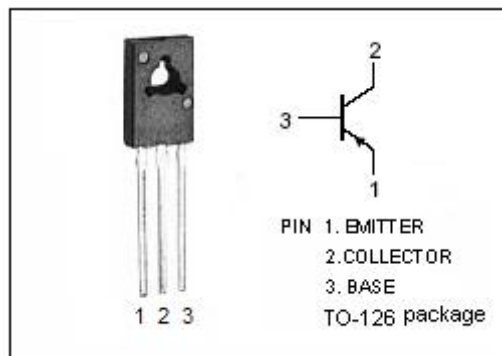 2
3
1
PIN 1. EMITTER
2. COLLECTOR
3. BASE
TO-126 package
1 2 3